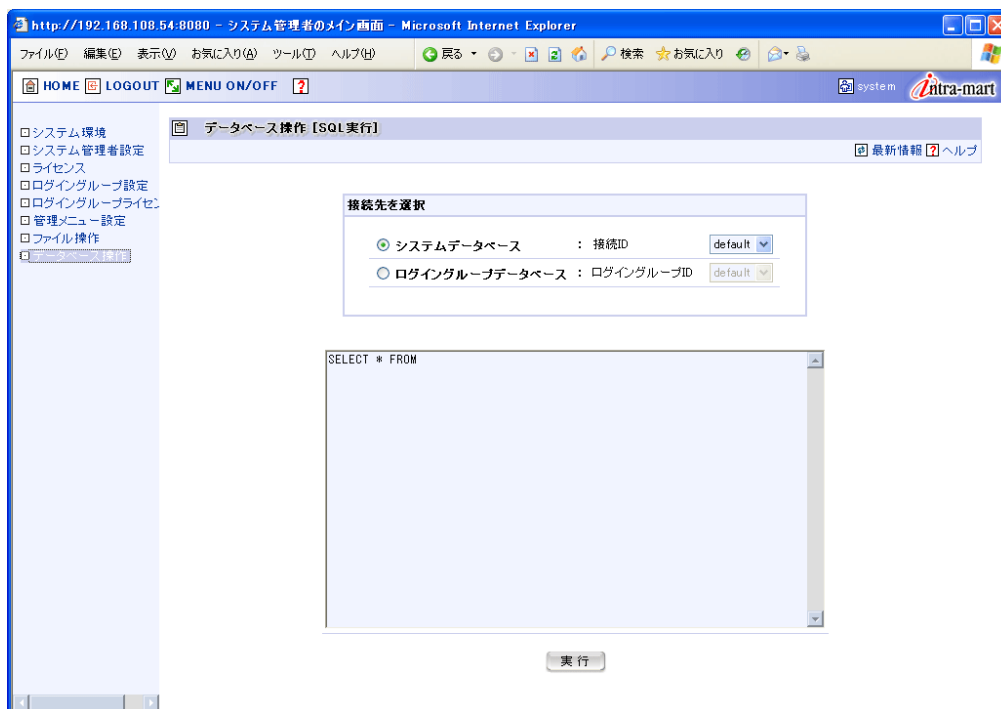 http://192.168.108.54:8080 - システム管理者のメイン画面 - Microsoft Internet Explorer
ファイル(F) 編集(E) 表示(V) お気に入り(A) ツール(T) ヘルプ(H) 戻る 検索 お気に入り
HOME LOGOUT MENU ON/OFF ? system intra-mart
システム環境
システム管理者設定
ライセンス
ログイングループ設定
ログイングループライセン
管理メニュー設定
ファイル操作
データベース操作
データベース操作 [SQL実行]
最新情報 ? ヘルプ
接続先を選択
システムデータベース : 接続ID default
ログイングループデータベース : ログイングループID default
SELECT * FROM
実行